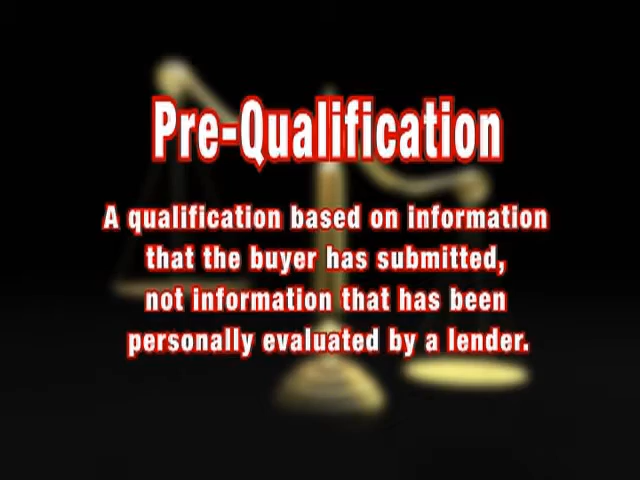 Pre-Qualification
A qualification based on information
that the buyer has submitted,
not information that has been
personally evaluated by a lender.